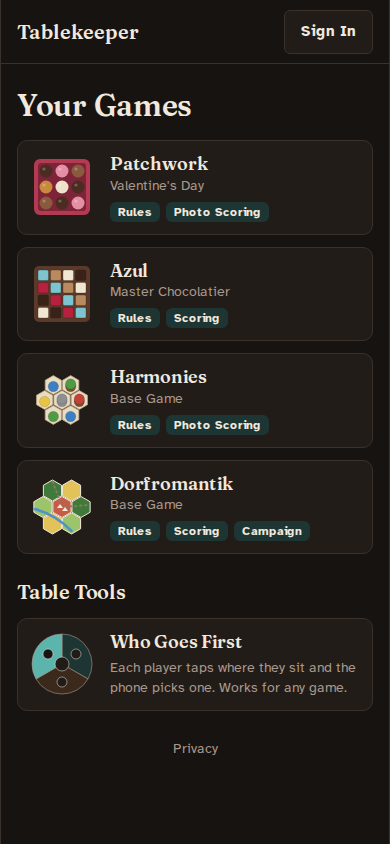 Tablekeeper
Sign In
Your Games
Patchwork
Valentine's Day
Rules
Photo Scoring
Azul
Master Chocolatier
Rules
Scoring
Harmonies
Base Game
Rules
Photo Scoring
Dorfromantik
Base Game
Rules
Scoring
Campaign
Table Tools
Who Goes First
Each player taps where they sit and the
phone picks one. Works for any game.
Privacy